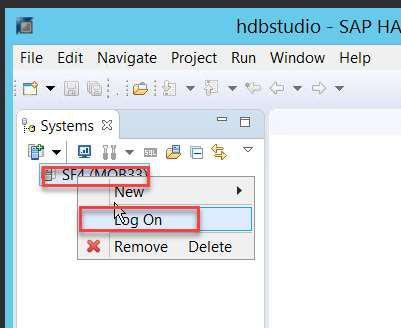 hdbstudio - SAP HA
File Edit Navigate Project Run Window Help
Systems
SF4 (MOB33)
New
Log On
Remove Delete